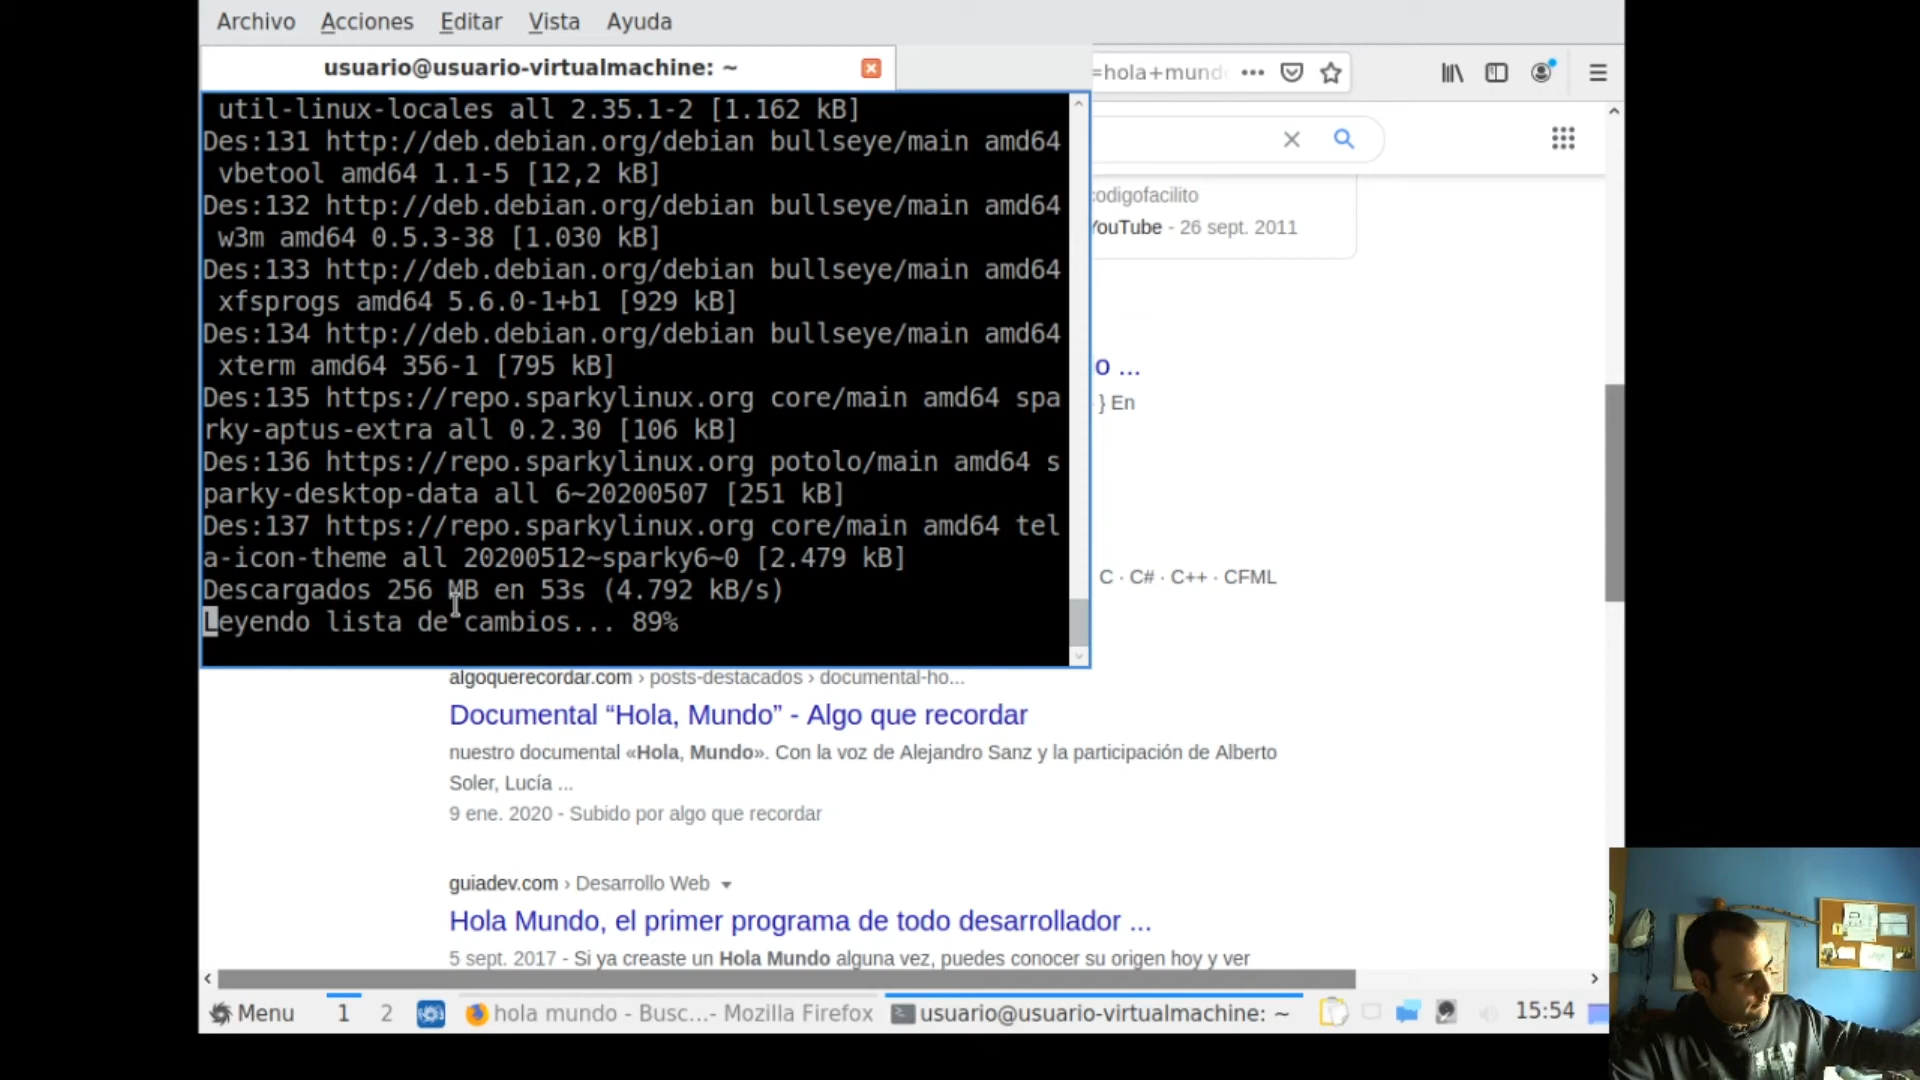 Archivo Acciones Editar Vista Ayuda
usuario@usuario-virtualmachine: ~
=hola+mund
util-linux-locales all 2.35.1-2 [1.162 kB]
Des:131 http://deb.debian.org/debian bullseye/main amd64
vbetool amd64 1.1-5 [12,2 kB]
Des:132 http://deb.debian.org/debian bullseye/main amd64
w3m amd64 0.5.3-38 [1.030 kB]
Des:133 http://deb.debian.org/debian bullseye/main amd64
xfsprogs amd64 5.6.0-1+b1 [929 kB]
Des:134 http://deb.debian.org/debian bullseye/main amd64
xterm amd64 356-1 [795 kB]
Des:135 https://repo.sparkylinux.org core/main amd64 spa
rky-aptus-extra all 0.2.30 [106 kB]
Des:136 https://repo.sparkylinux.org potolo/main amd64 s
parky-desktop-data all 6~20200507 [251 kB]
Des:137 https://repo.sparkylinux.org core/main amd64 tel
a-icon-theme all 20200512~sparky6~0 [2.479 kB]
Descargados 256 MB en 53s (4.792 kB/s)
Leyendo lista de cambios... 89%
codigofacilito
YouTube - 26 sept. 2011
o ...
} En
C · C# · C++ · CFML
algoquerecordar.com › posts-destacados › documental-ho...
Documental “Hola, Mundo” - Algo que recordar
nuestro documental «Hola, Mundo». Con la voz de Alejandro Sanz y la participación de Alberto
Soler, Lucía ...
9 ene. 2020 - Subido por algo que recordar
guiadev.com › Desarrollo Web
Hola Mundo, el primer programa de todo desarrollador ...
5 sept. 2017 - Si ya creaste un Hola Mundo alguna vez, puedes conocer su origen hoy y ver
Menu 1 2 hola mundo - Busc...- Mozilla Firefox usuario@usuario-virtualmachine: ~ 15:54